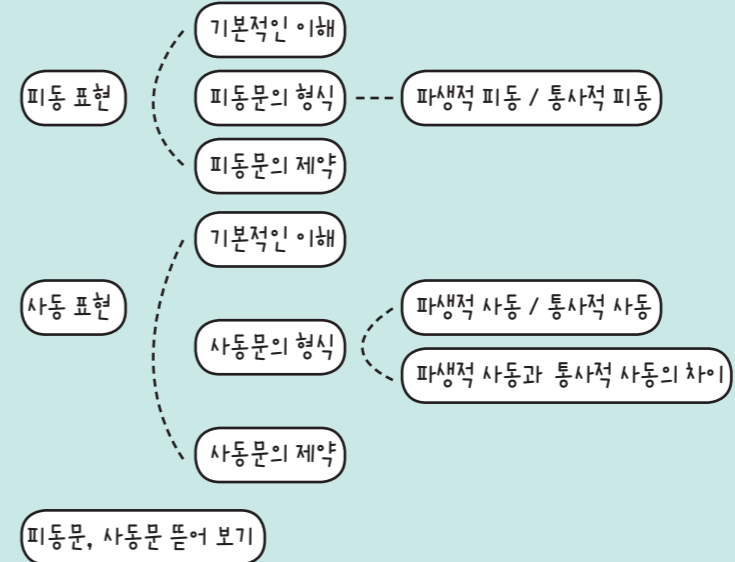 기본적인 이해
피동 표현
피동문의 형식
파생적 피동 / 통사적 피동
피동문의 제약
기본적인 이해
사동 표현
사동문의 형식
파생적 사동 / 통사적 사동
파생적 사동과 통사적 사동의 차이
사동문의 제약
피동문, 사동문 뜯어 보기